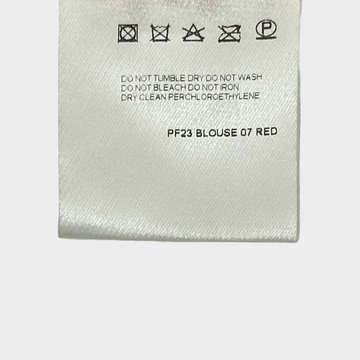 P
DO NOT TUMBLE DRY DO NOT WASH
DO NOT BLEACH DO NOT IRON
DRY CLEAN PERCHLOROETHYLENE
PF23 BLOUSE 07 RED